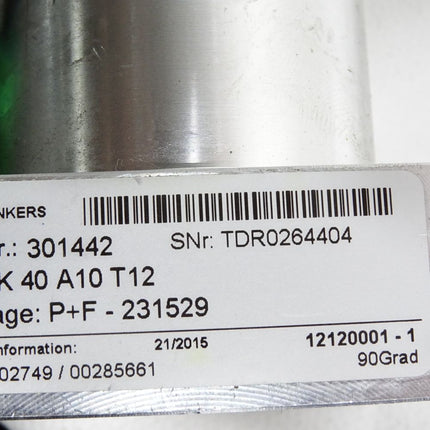 NKERS
r.: 301442 SNr: TDR0264404
K 40 A10 T12
age: P+F - 231529
nformation: 21/2015 12120001 - 1
02749 / 00285661 90Grad